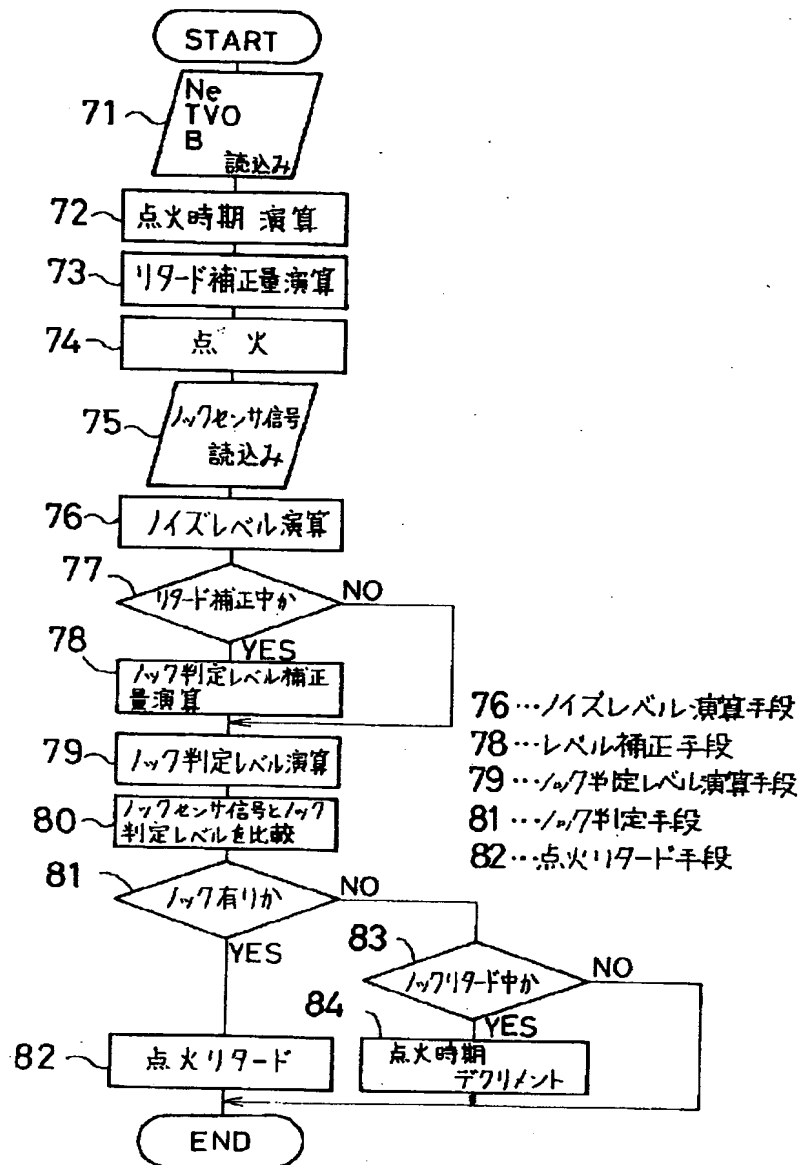 START
71
Ne
TVO
B
読込み
72
点火時期 演算
73
リタード補正量演算
74
点 火
75
ノックセンサ信号
読込み
76
ノイズレベル演算
77
リタード補正中か
NO
YES
78
ノック判定レベル補正
量演算
79
ノック判定レベル演算
80
ノックセンサ信号とノック
判定レベルを比較
81
ノック有りか
NO
YES
83
ノックリタード中か
NO
YES
84
点火時期
デクリメント
82
点火リタード
END
76…ノイズレベル演算手段
78…レベル補正手段
79…ノック判定レベル演算手段
81…ノック判定手段
82…点火リタード手段